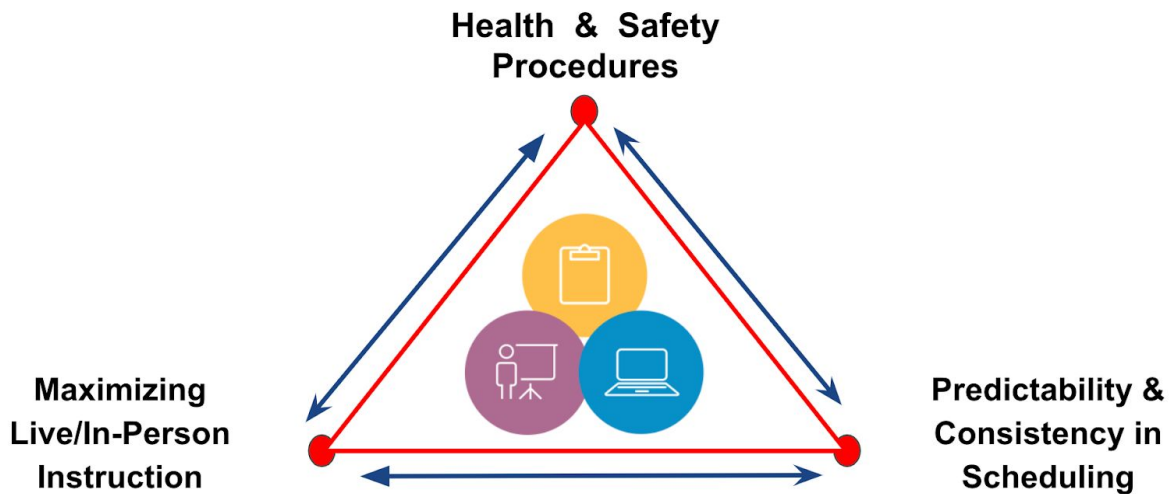 Health & Safety
Procedures
Maximizing
Live/In-Person
Instruction
Predictability &
Consistency in
Scheduling